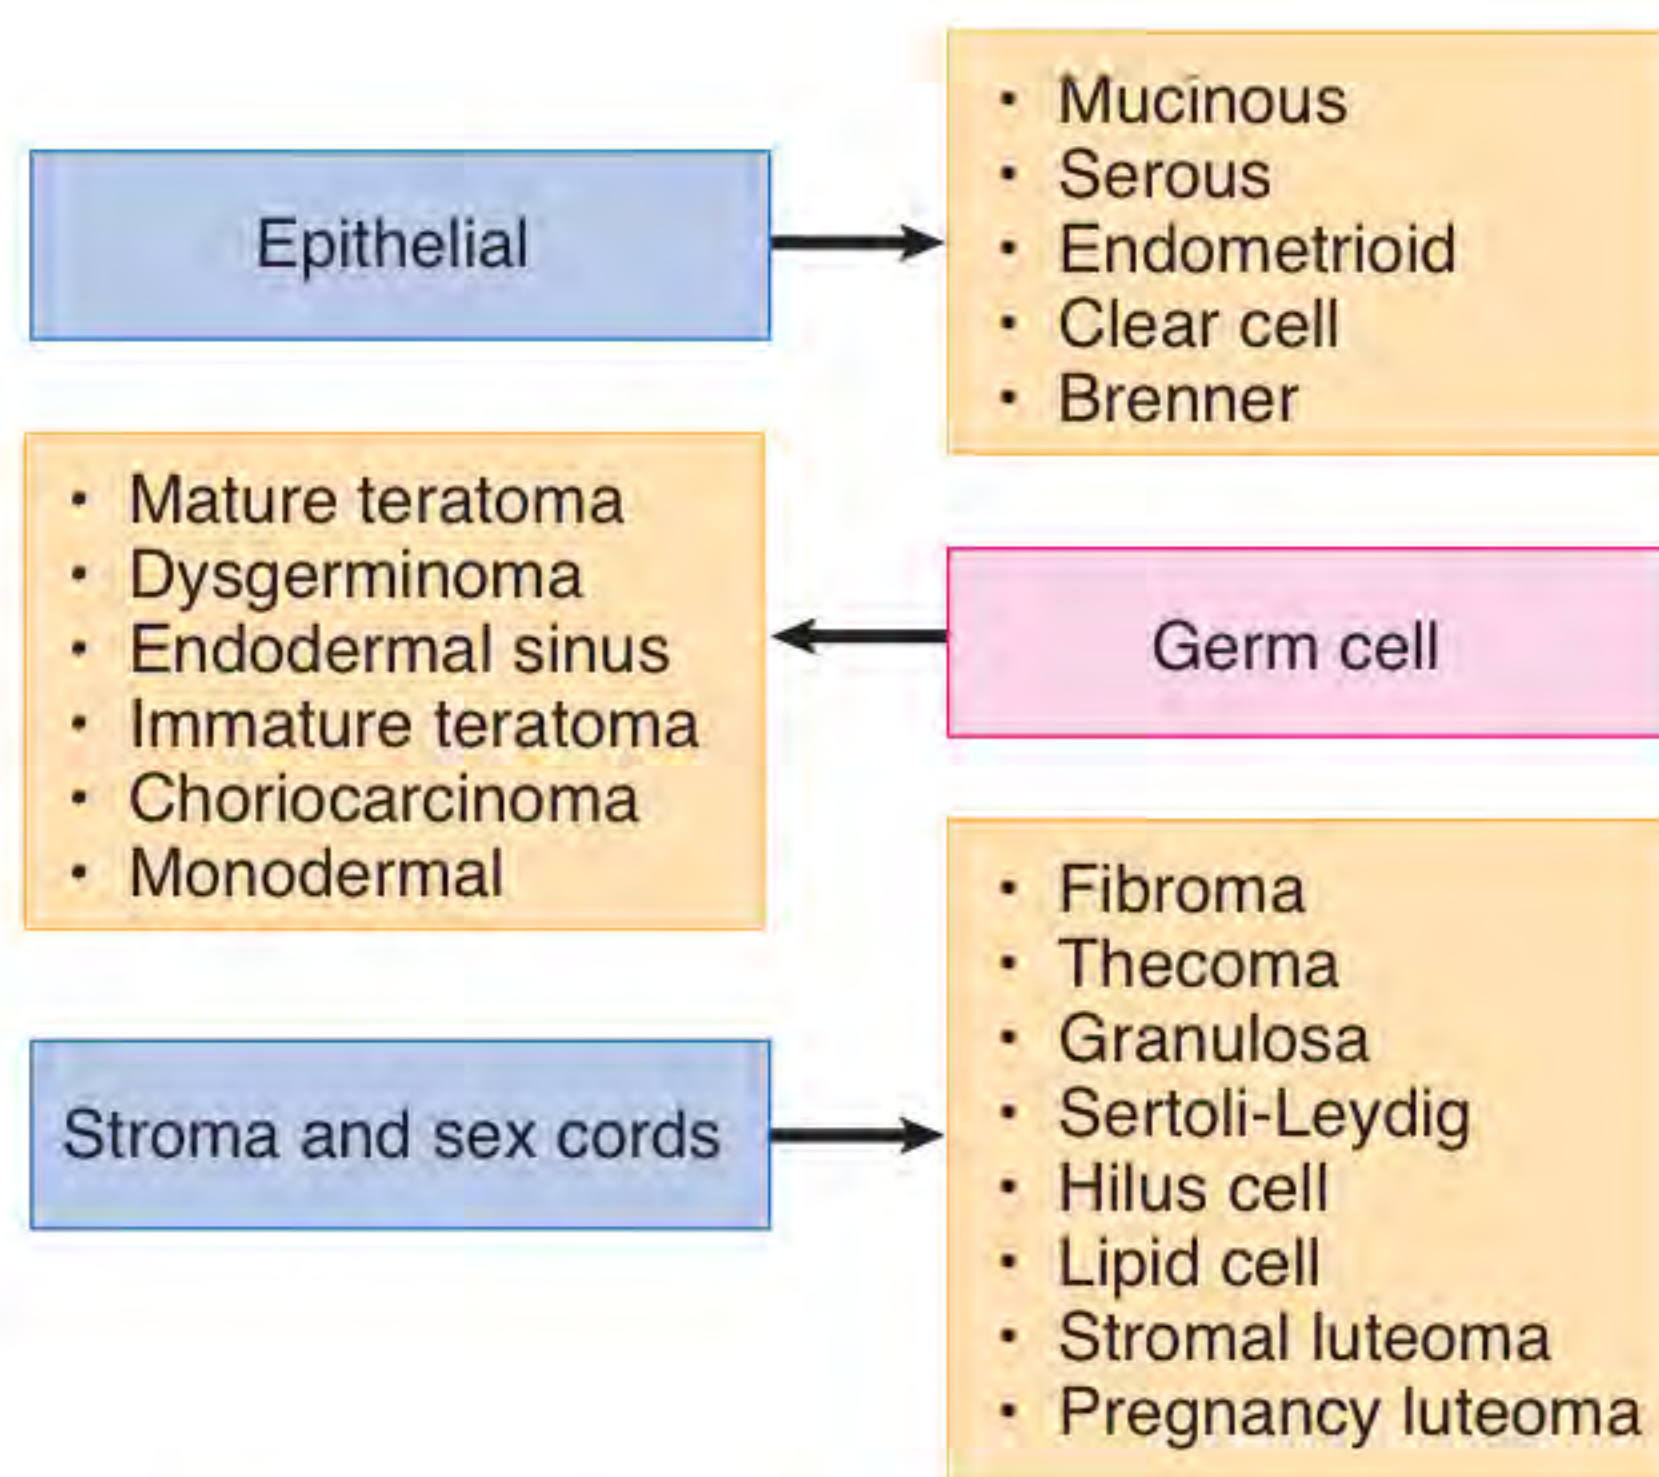 Epithelial
• Mucinous
• Serous
• Endometrioid
• Clear cell
• Brenner
Germ cell
• Mature teratoma
• Dysgerminoma
• Endodermal sinus
• Immature teratoma
• Choriocarcinoma
• Monodermal
Stroma and sex cords
• Fibroma
• Thecoma
• Granulosa
• Sertoli-Leydig
• Hilus cell
• Lipid cell
• Stromal luteoma
• Pregnancy luteoma